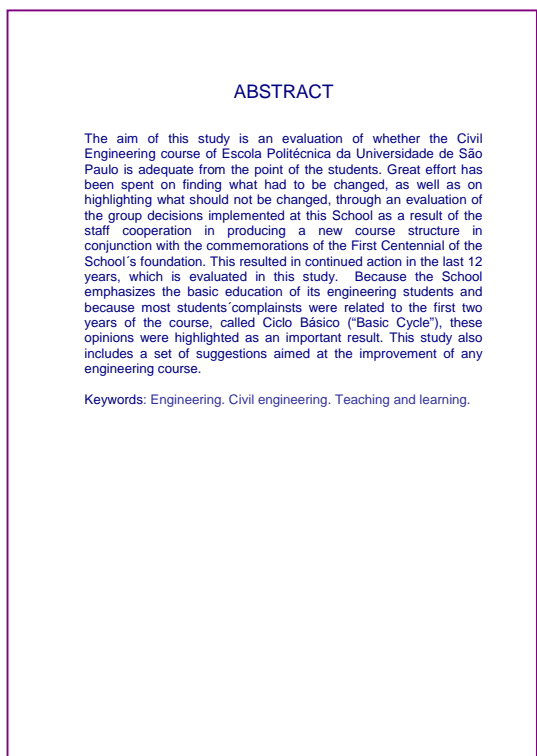 ABSTRACT
The aim of this study is an evaluation of whether the Civil
Engineering course of Escola Politécnica da Universidade de São
Paulo is adequate from the point of the students. Great effort has
been spent on finding what had to be changed, as well as on
highlighting what should not be changed, through an evaluation of
the group decisions implemented at this School as a result of the
staff cooperation in producing a new course structure in
conjunction with the commemorations of the First Centennial of the
School´s foundation. This resulted in continued action in the last 12
years, which is evaluated in this study. Because the School
emphasizes the basic education of its engineering students and
because most students´complainsts were related to the first two
years of the course, called Ciclo Básico (“Basic Cycle”), these
opinions were highlighted as an important result. This study also
includes a set of suggestions aimed at the improvement of any
engineering course.
Keywords: Engineering. Civil engineering. Teaching and learning.